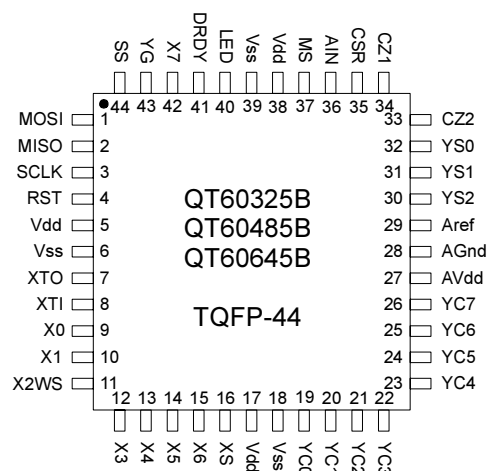 SS YG X7 DRDY LED Vss Vdd MS AIN CSR CZ1
44 43 42 41 40 39 38 37 36 35 34
MOSI 1 33 CZ2
MISO 2 32 YS0
SCLK 3 31 YS1
RST 4 30 YS2
Vdd 5 29 Aref
Vss 6 28 AGnd
XTO 7 27 AVdd
XTI 8 26 YC7
X0 9 25 YC6
X1 10 24 YC5
X2WS 11 23 YC4
QT60325B
QT60485B
QT60645B
TQFP-44
12 13 14 15 16 17 18 19 20 21 22
X3 X4 X5 X6 XS Vdd Vss YC0 YC1 YC2 YC3